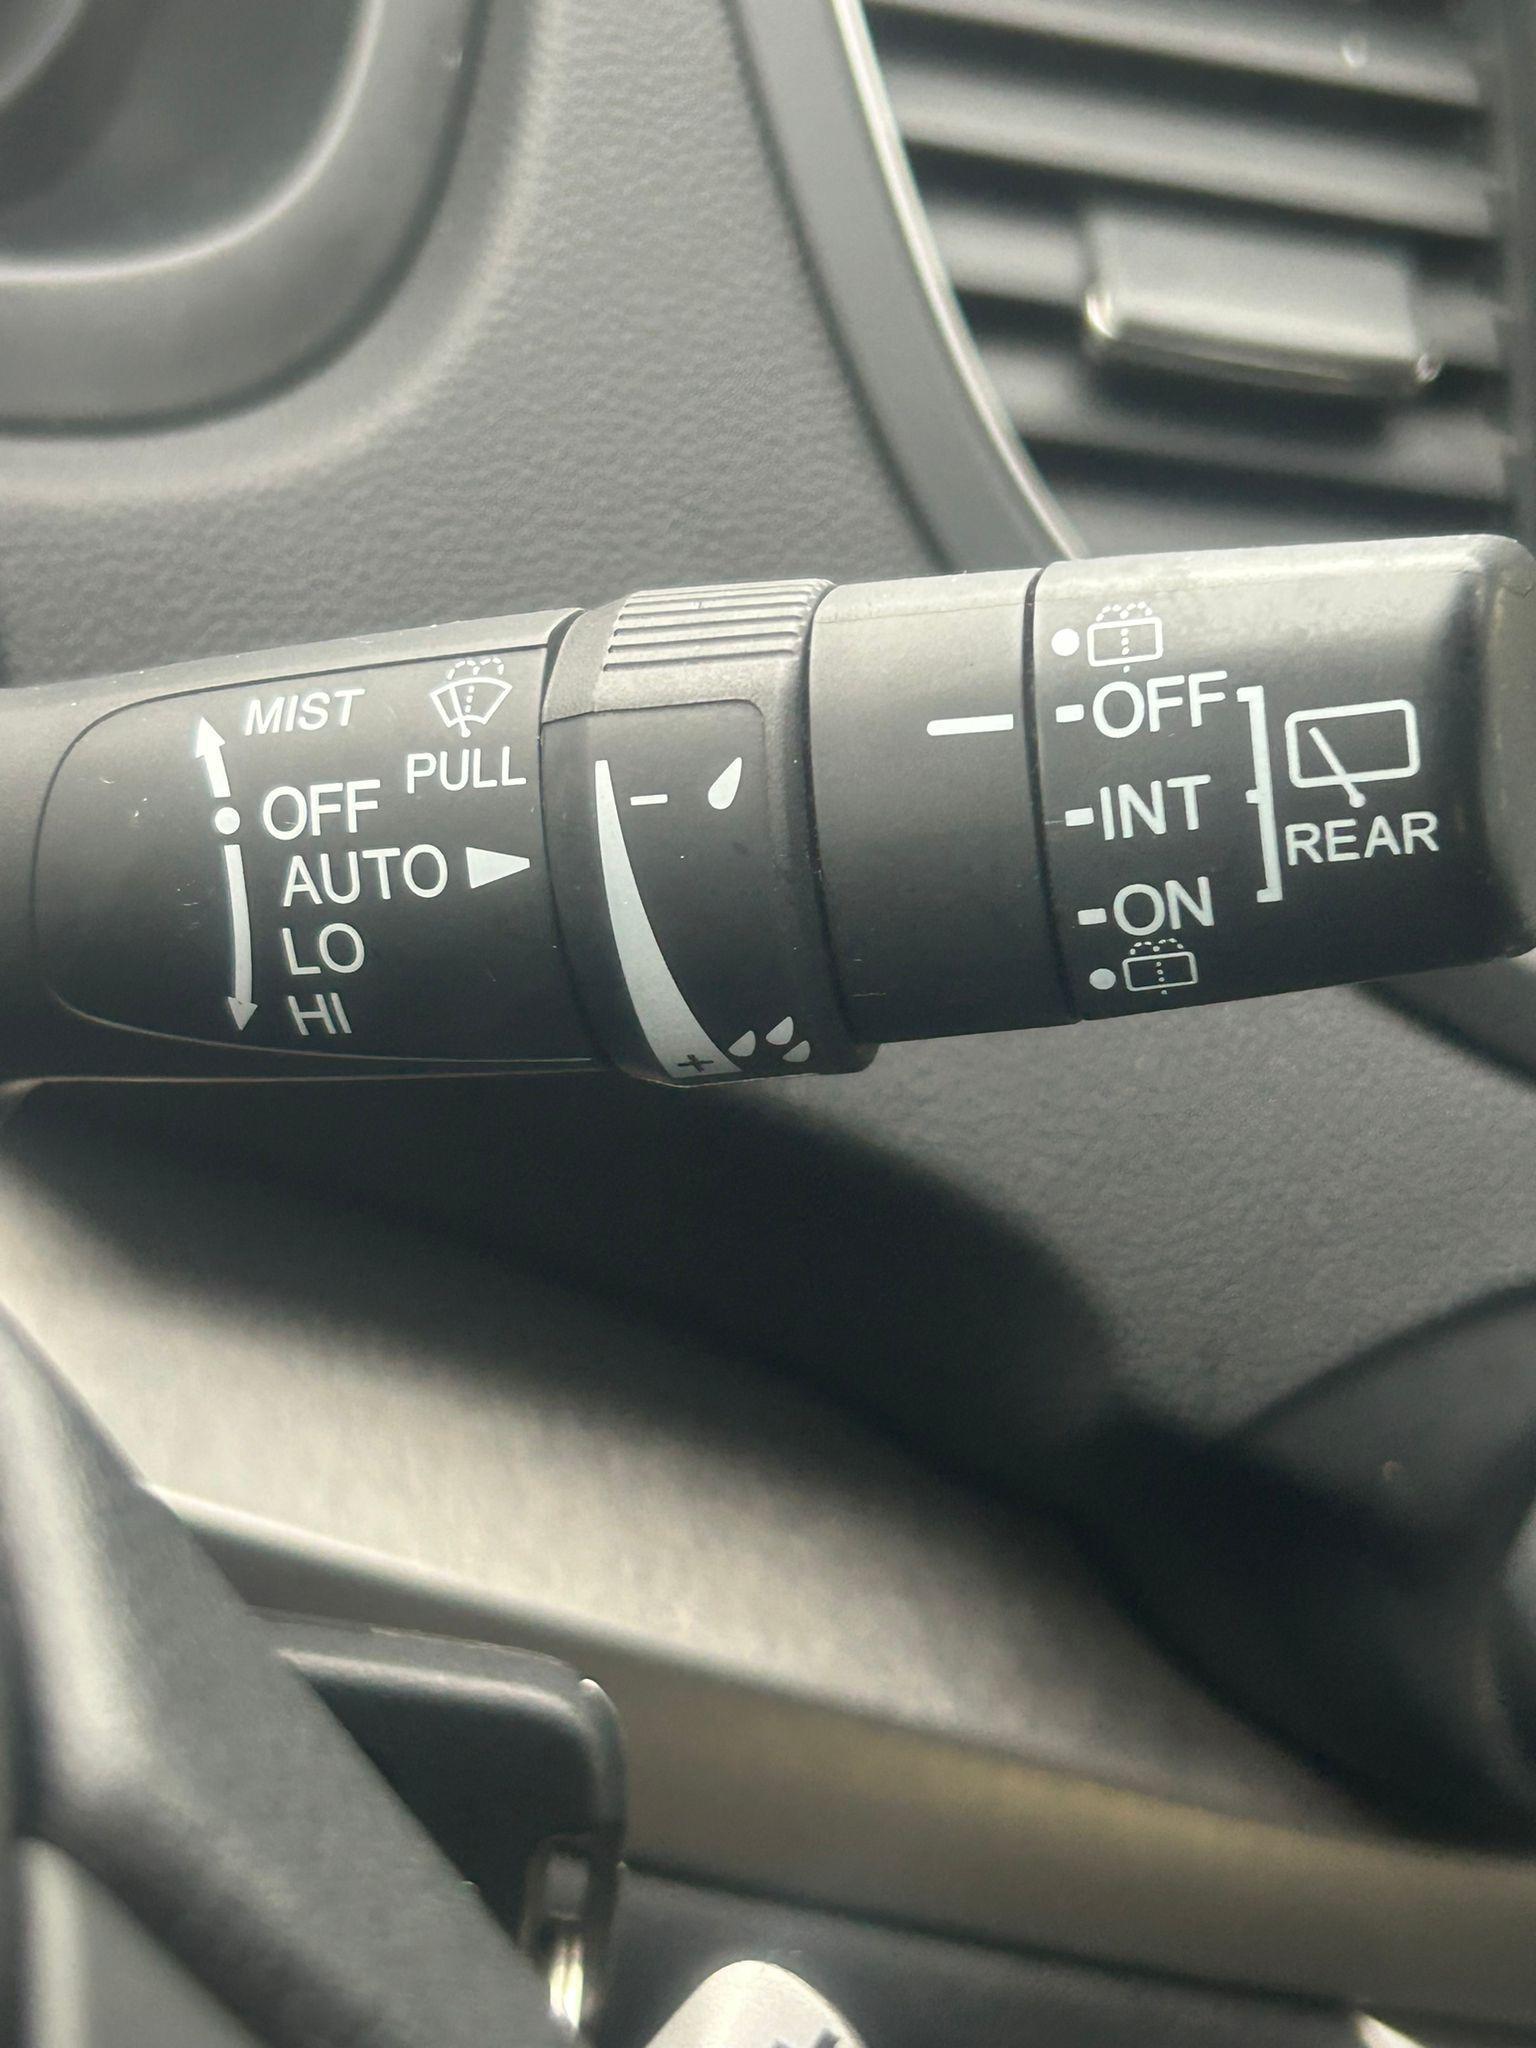 MIST
PULL
OFF
AUTO
LO
HI
−
+
OFF
INT
ON
REAR